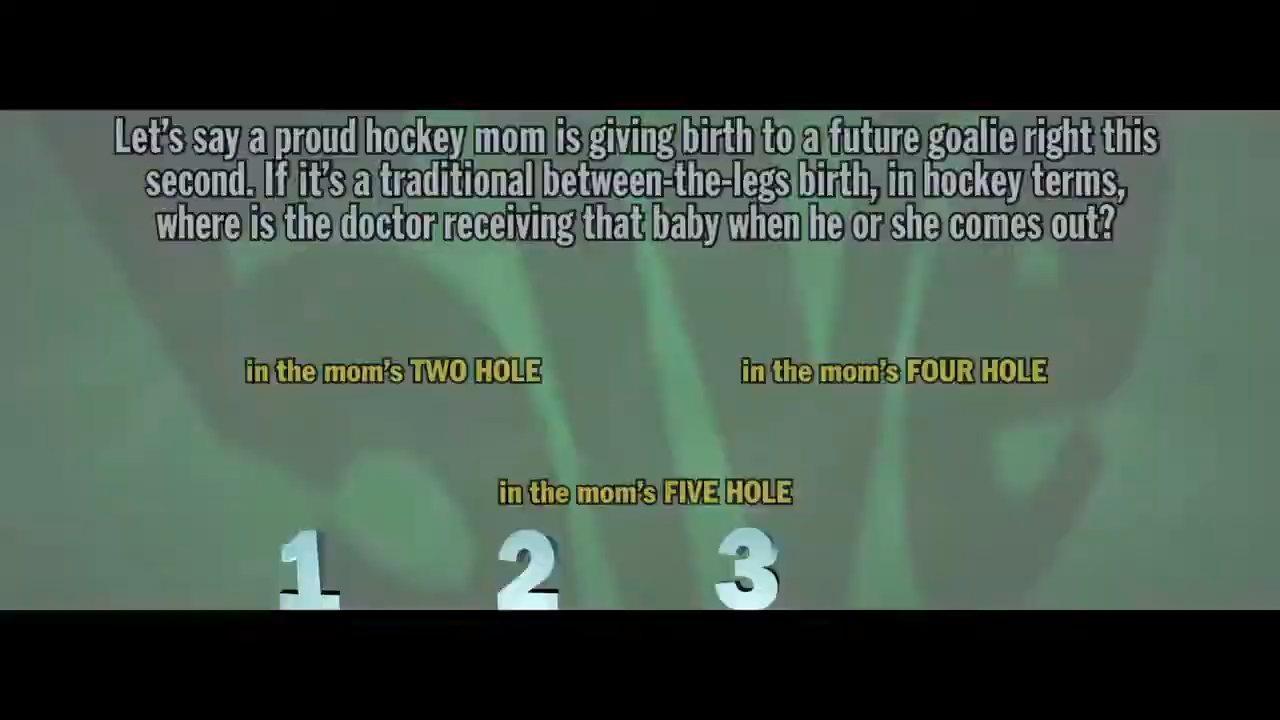 Let's say a proud hockey mom is giving birth to a future goalie right this
second. If it's a traditional between-the-legs birth, in hockey terms,
where is the doctor receiving that baby when he or she comes out?
in the mom's TWO HOLE
in the mom's FOUR HOLE
in the mom's FIVE HOLE
1 2 3